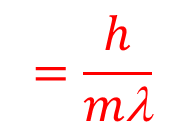 = h / mλ